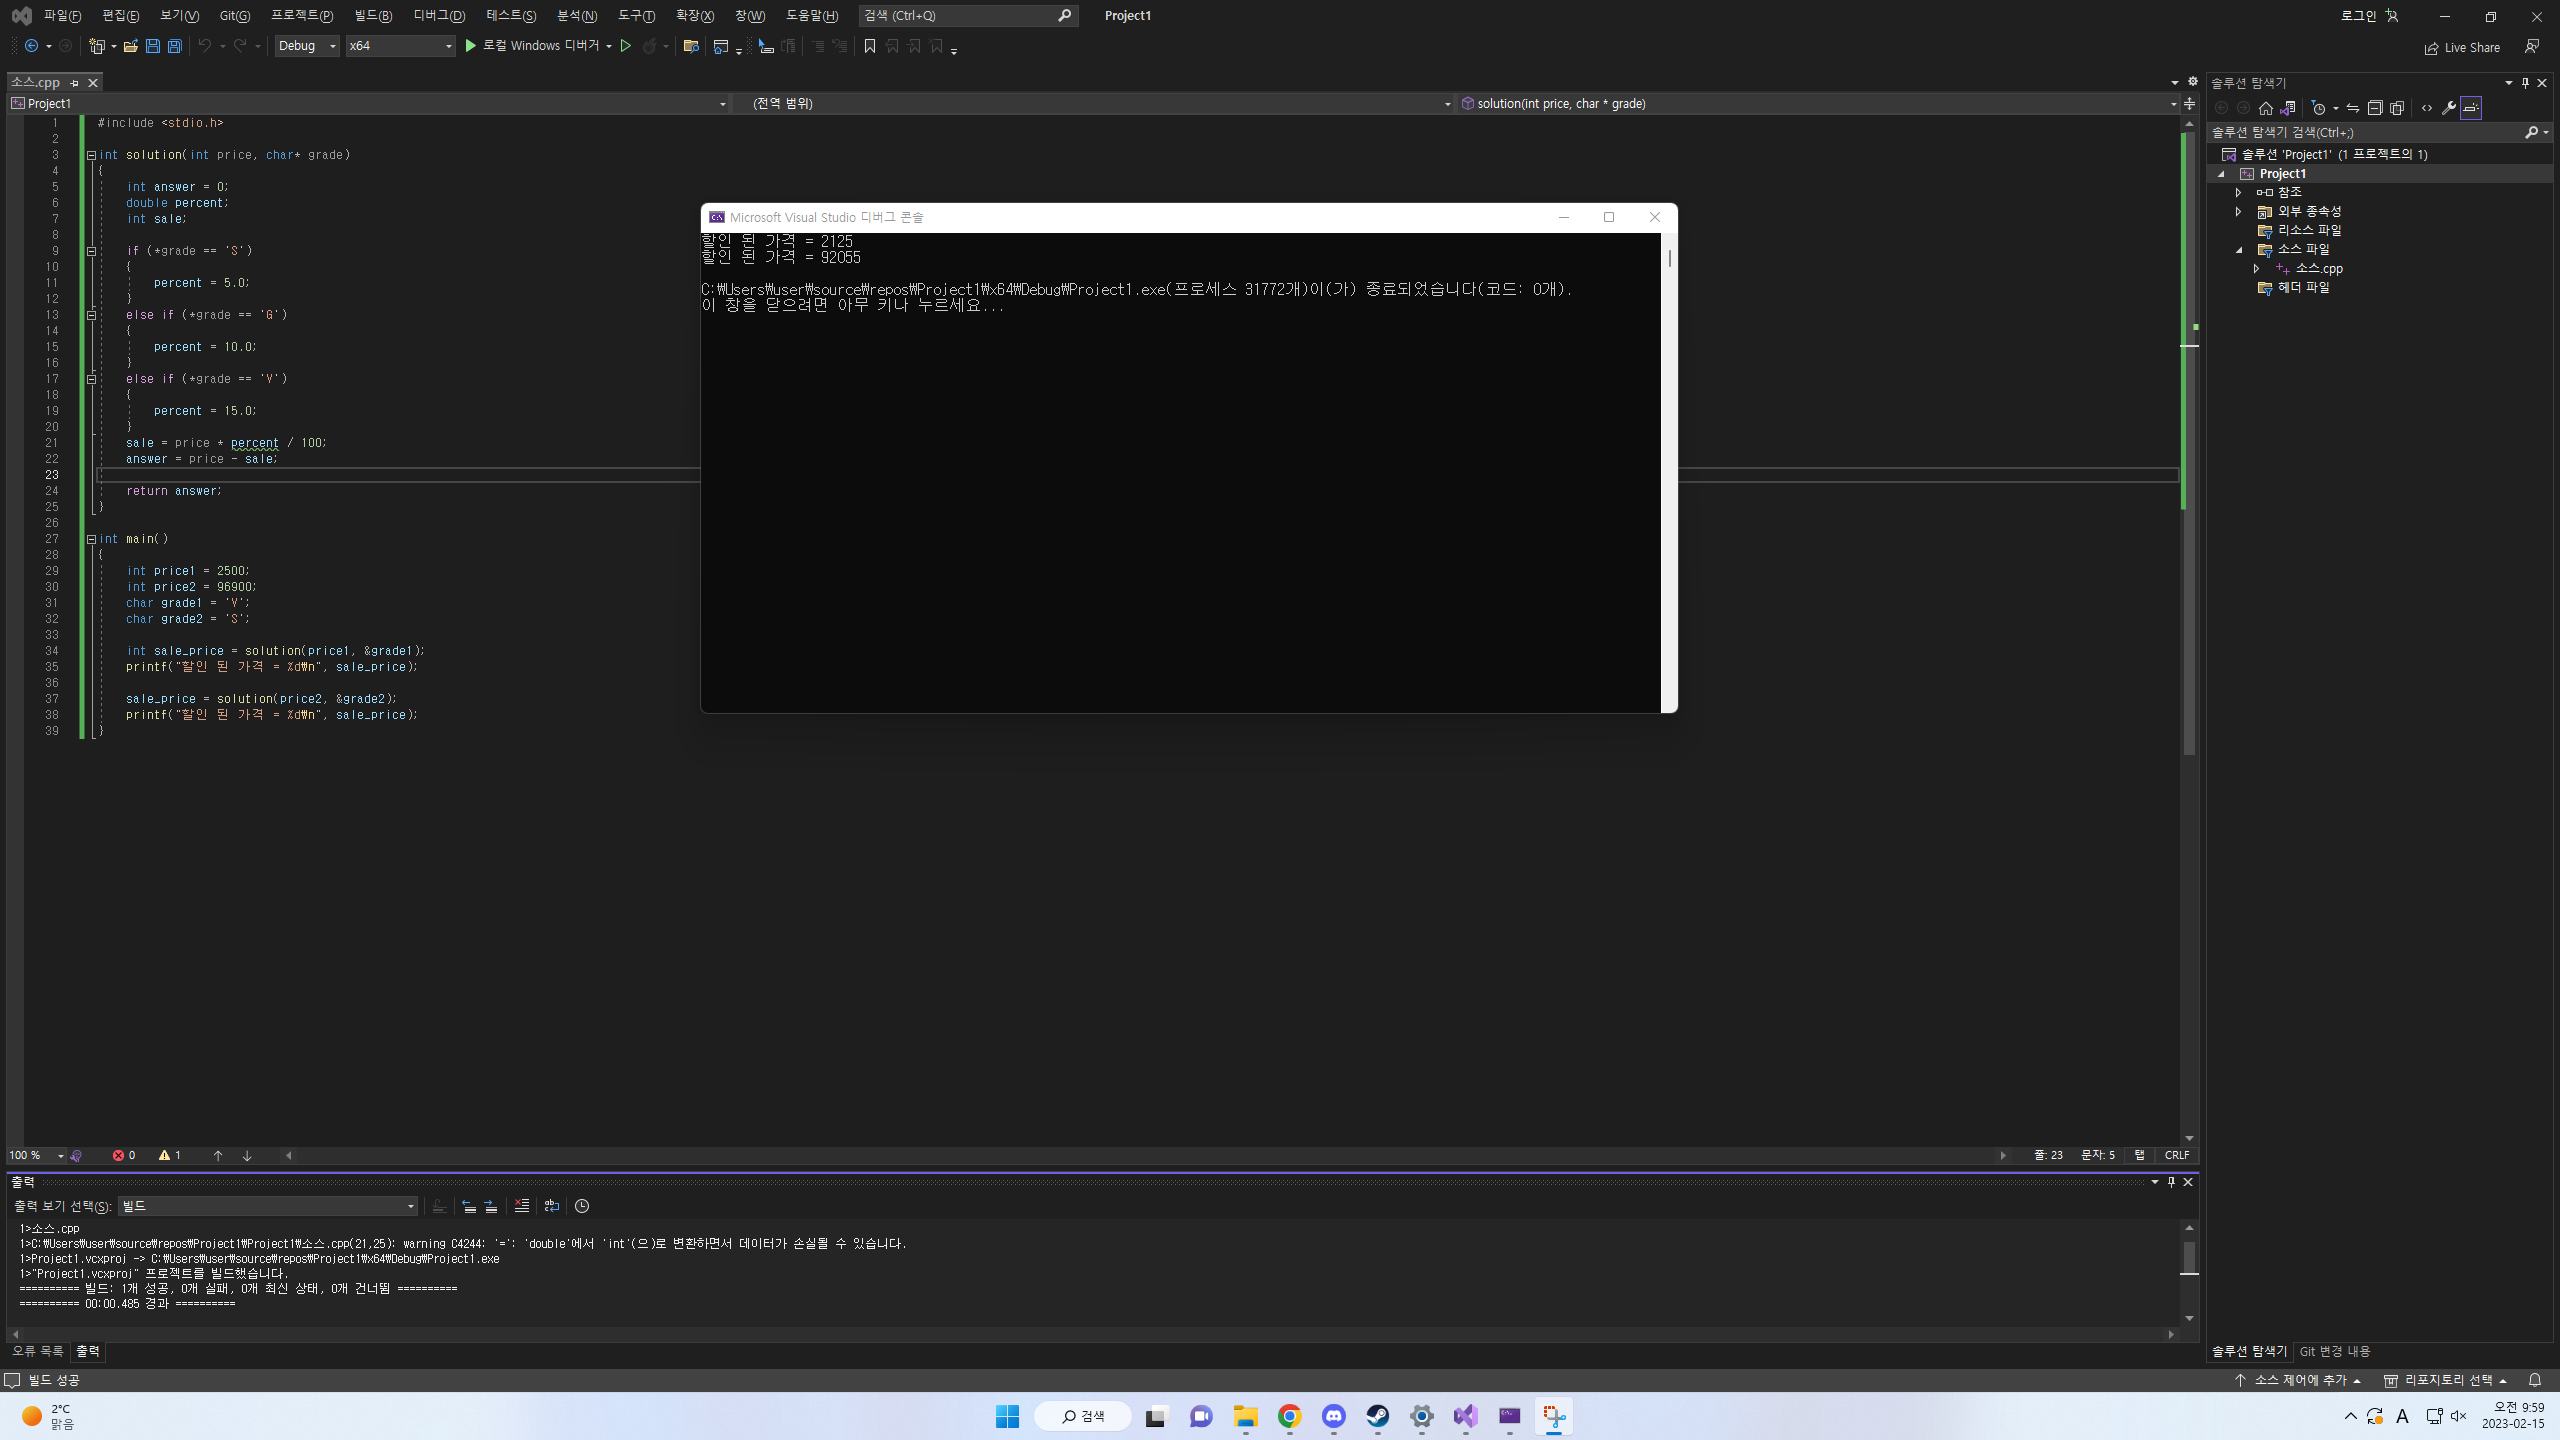 파일(F) 편집(E) 보기(V) Git(G) 프로젝트(P) 빌드(B) 디버그(D) 테스트(S) 분석(N) 도구(T) 확장(X) 창(W) 도움말(H) 검색 (Ctrl+Q) Project1 로그인
Debug x64 로컬 Windows 디버거 Live Share
소스.cpp
Project1 (전역 범위) solution(int price, char * grade)
1 #include <stdio.h>
2
3 int solution(int price, char* grade)
4 {
5 int answer = 0;
6 double percent;
7 int sale;
8
9 if (*grade == 'S')
10 {
11 percent = 5.0;
12 }
13 else if (*grade == 'G')
14 {
15 percent = 10.0;
16 }
17 else if (*grade == 'V')
18 {
19 percent = 15.0;
20 }
21 sale = price * percent / 100;
22 answer = price - sale;
23
24 return answer;
25 }
26
27 int main()
28 {
29 int price1 = 2500;
30 int price2 = 96900;
31 char grade1 = 'V';
32 char grade2 = 'S';
33
34 int sale_price = solution(price1, &grade1);
35 printf("할인 된 가격 = %d₩n", sale_price);
36
37 sale_price = solution(price2, &grade2);
38 printf("할인 된 가격 = %d₩n", sale_price);
39 }
Microsoft Visual Studio 디버그 콘솔
할인 된 가격 = 2125
할인 된 가격 = 92055
C:₩Users₩user₩source₩repos₩Project1₩x64₩Debug₩Project1.exe(프로세스 31772개)이(가) 종료되었습니다(코드: 0개).
이 창을 닫으려면 아무 키나 누르세요...
솔루션 탐색기
솔루션 탐색기 검색(Ctrl+;)
솔루션 'Project1' (1 프로젝트의 1)
Project1
참조
외부 종속성
리소스 파일
소스 파일
소스.cpp
헤더 파일
100 % 0 1 줄: 23 문자: 5 탭 CRLF
출력
출력 보기 선택(S): 빌드
1>소스.cpp
1>C:₩Users₩user₩source₩repos₩Project1₩Project1₩소스.cpp(21,25): warning C4244: '=': 'double'에서 'int'(으)로 변환하면서 데이터가 손실될 수 있습니다.
1>Project1.vcxproj -> C:₩Users₩user₩source₩repos₩Project1₩x64₩Debug₩Project1.exe
1>"Project1.vcxproj" 프로젝트를 빌드했습니다.
========== 빌드: 1개 성공, 0개 실패, 0개 최신 상태, 0개 건너뜀 ==========
========== 00:00.485 경과 ==========
오류 목록 출력
솔루션 탐색기 Git 변경 내용
빌드 성공 소스 제어에 추가 리포지토리 선택
2°C
맑음
검색
A
오전 9:59
2023-02-15